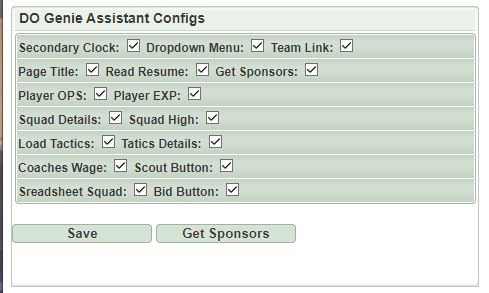 DO Genie Assistant Configs
Secondary Clock: Dropdown Menu: Team Link:
Page Title: Read Resume: Get Sponsors:
Player OPS: Player EXP:
Squad Details: Squad High:
Load Tactics: Tatics Details:
Coaches Wage: Scout Button:
Sreadsheet Squad: Bid Button:
Save Get Sponsors